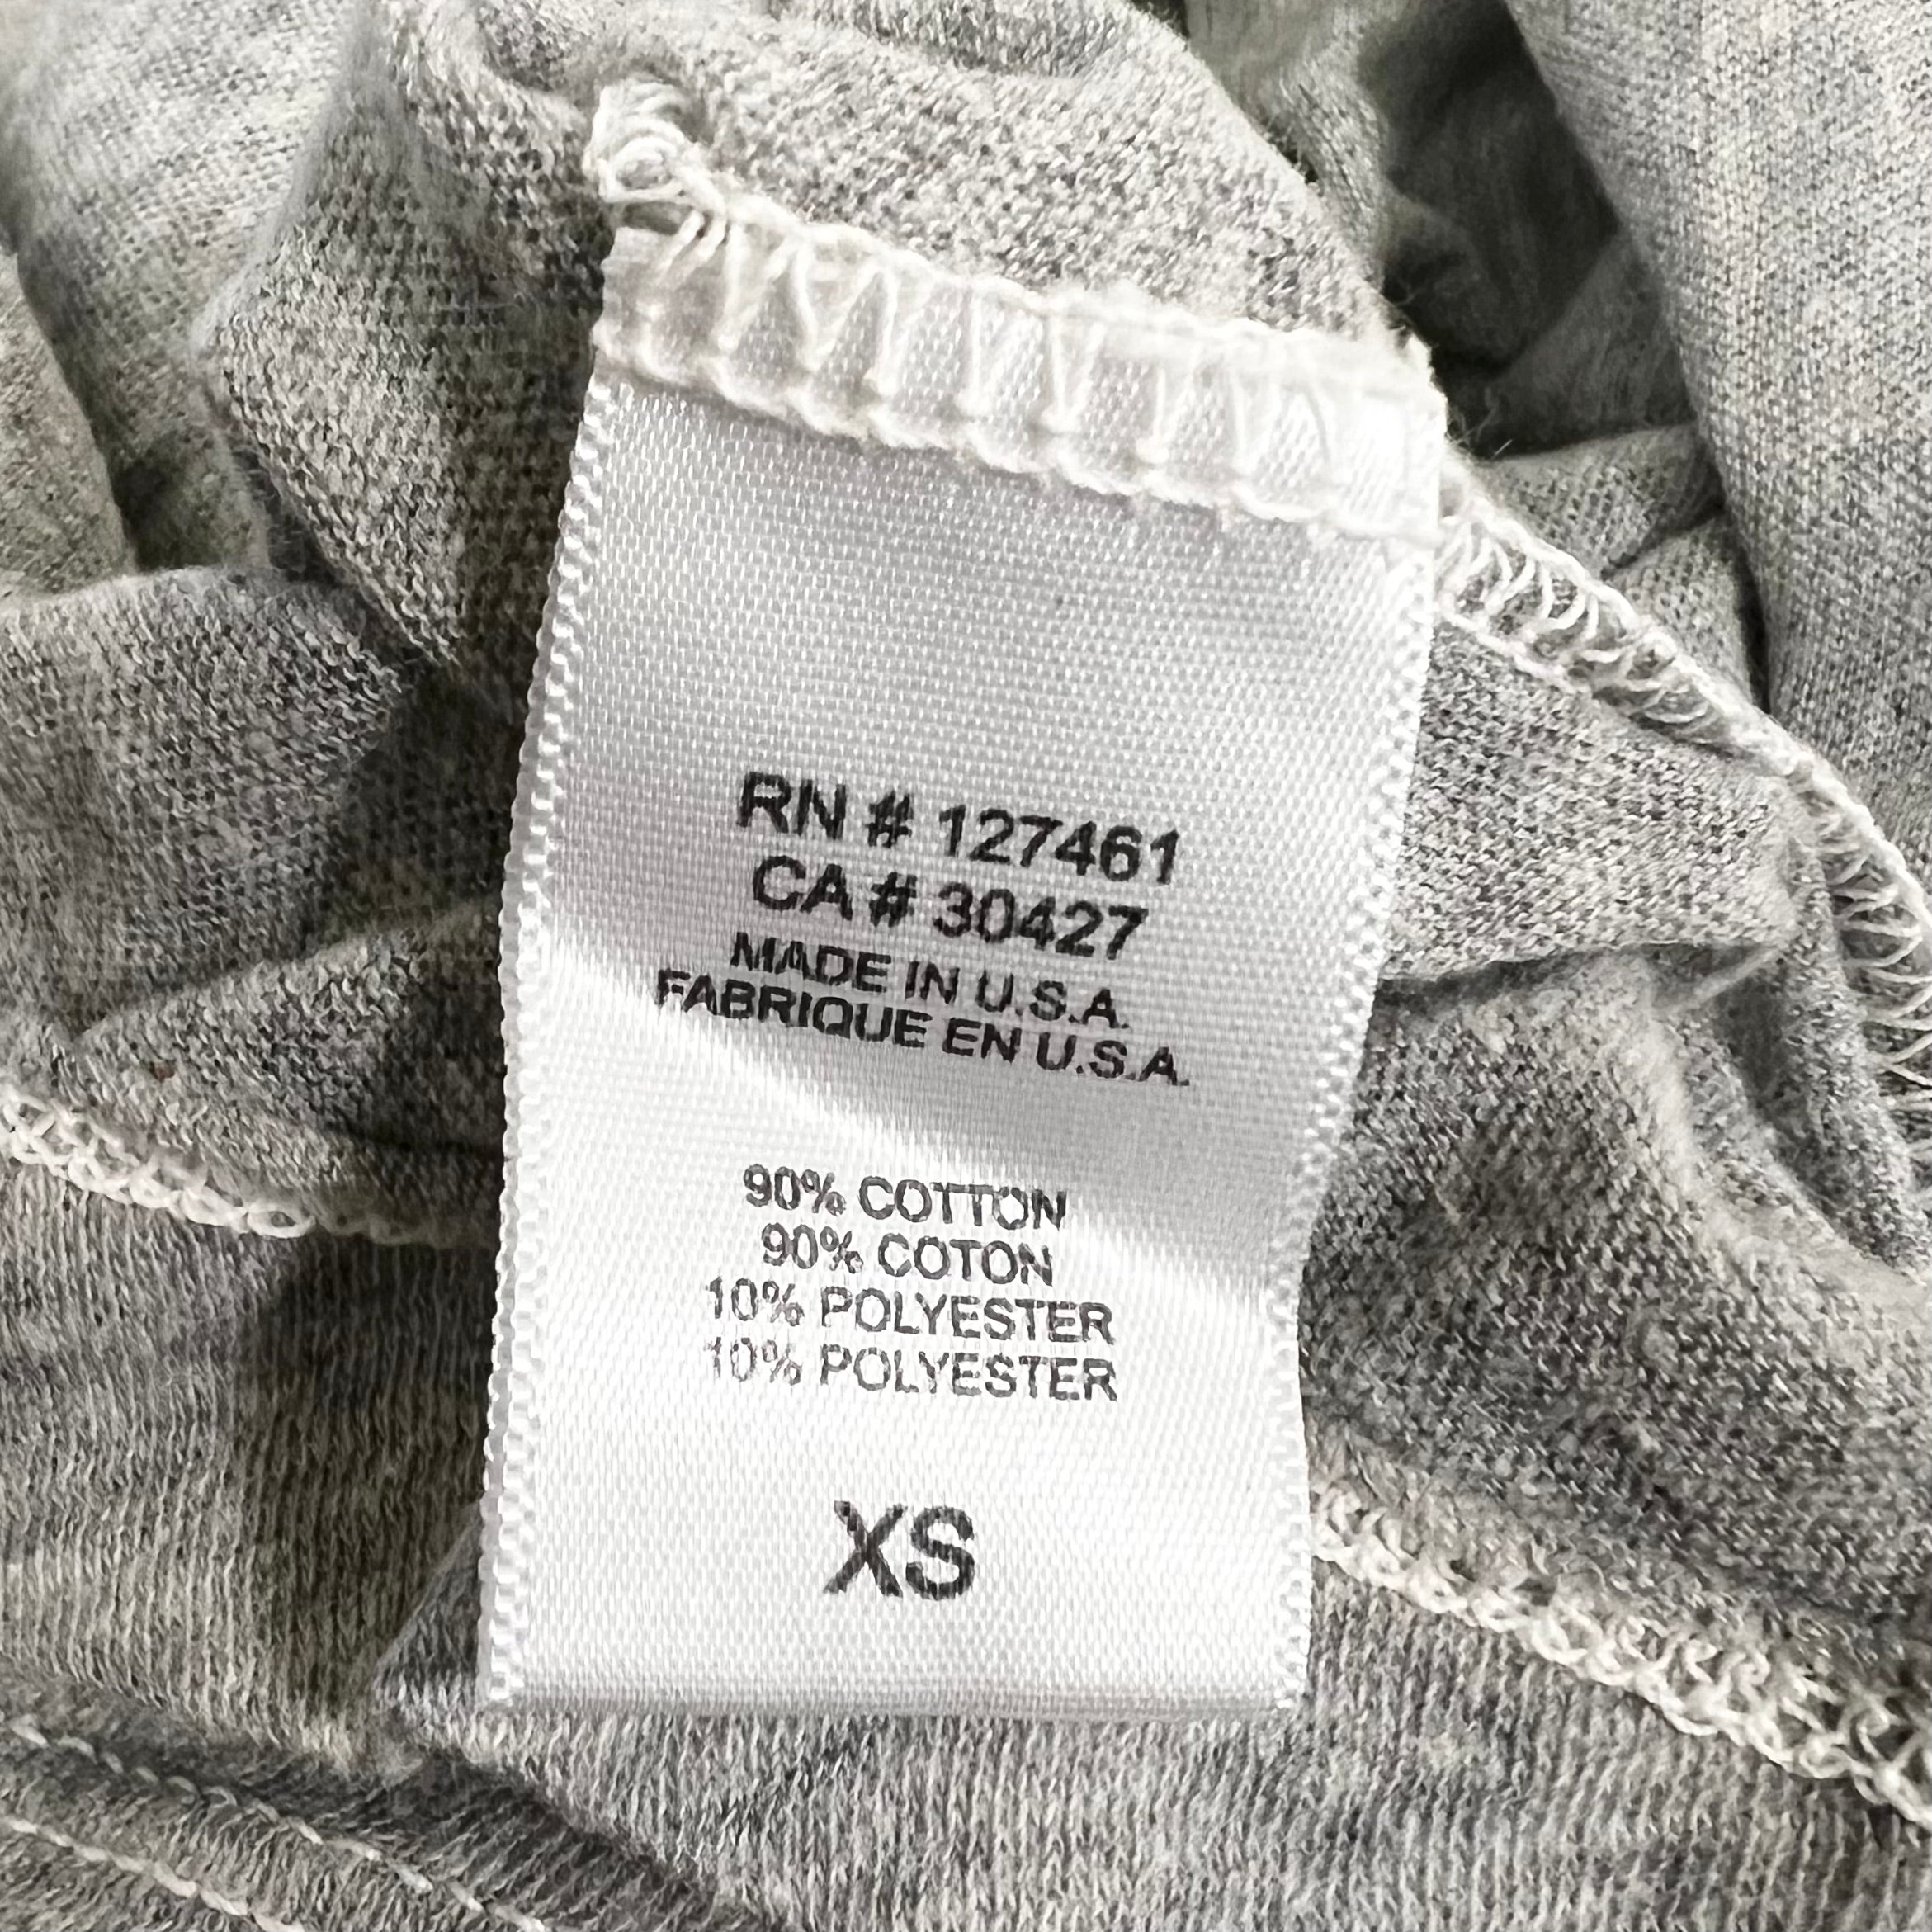 RN # 127461
CA # 30427
MADE IN U.S.A.
FABRIQUE EN U.S.A.
90% COTTON
90% COTON
10% POLYESTER
10% POLYESTER
XS